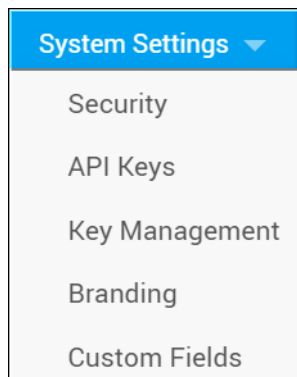 System Settings
Security
API Keys
Key Management
Branding
Custom Fields